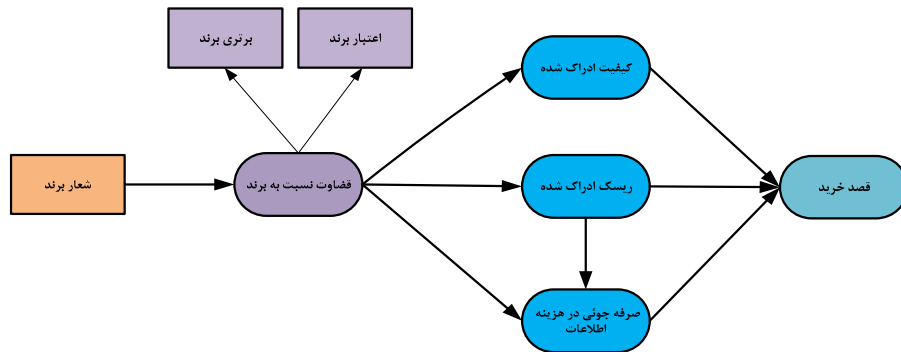 اعتبار برند
برتری برند
کیفیت ادراک شده
شعار برند
قضاوت نسبت به برند
ریسک ادراک شده
قصد خرید
صرفه جوئی در هزینه
اطلاعات